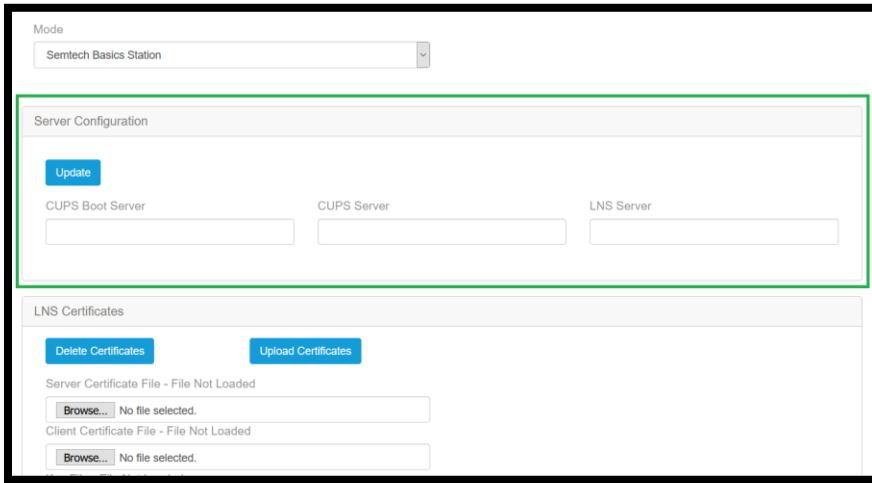 Mode
Semtech Basics Station
Server Configuration
Update
CUPS Boot Server CUPS Server LNS Server
LNS Certificates
Delete Certificates Upload Certificates
Server Certificate File - File Not Loaded
Browse... No file selected.
Client Certificate File - File Not Loaded
Browse... No file selected.